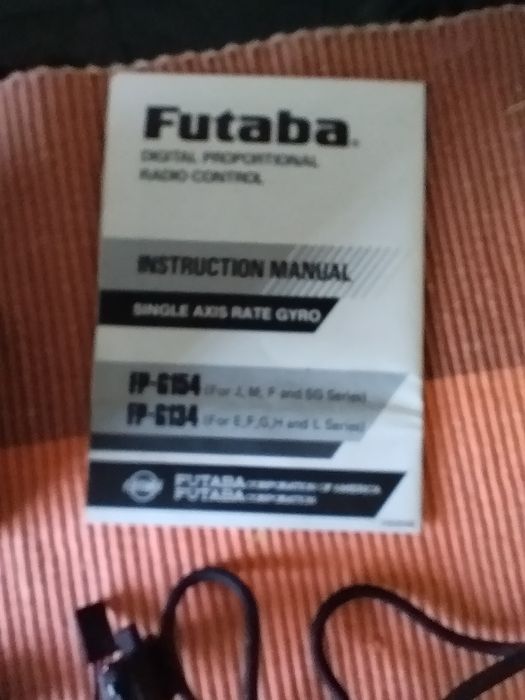 Futaba
DIGITAL PROPORTIONAL
RADIO CONTROL
INSTRUCTION MANUAL
SINGLE AXIS RATE GYRO
FP-G154 (For J, M, F and SG Series)
FP-G134 (For E,F,G,H and L Series)
FUTABA CORPORATION OF AMERICA
FUTABA CORPORATION